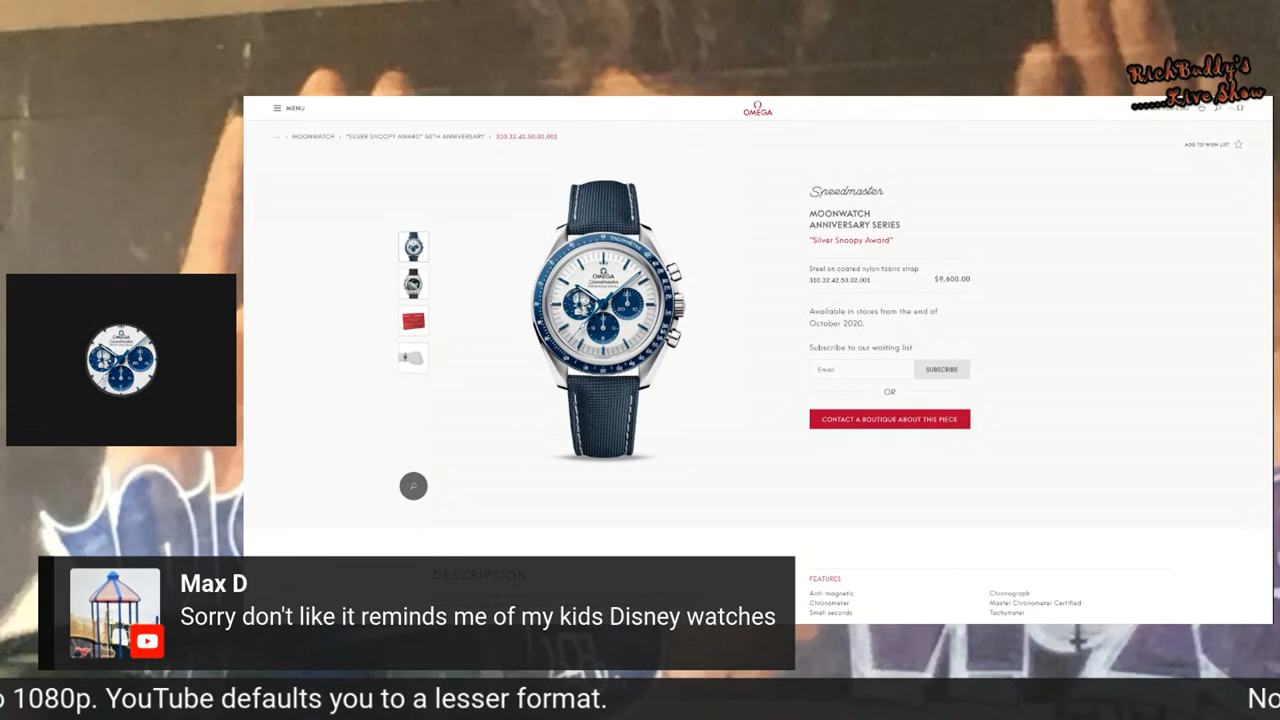 RichBuddy's
Live Show
MENU
OMEGA
MOONWATCH › "SILVER SNOOPY AWARD" 50TH ANNIVERSARY › 310.32.42.50.02.001
ADD TO WISH LIST
Speedmaster
MOONWATCH
ANNIVERSARY SERIES
"Silver Snoopy Award"
Steel on coated nylon fabric strap
310.32.42.50.02.001
$9,600.00
Available in stores from the end of
October 2020.
Subscribe to our waiting list
Email
SUBSCRIBE
OR
CONTACT A BOUTIQUE ABOUT THIS PIECE
TACHYMETRE
OMEGA
Speedmaster
OMEGA
DESCRIPTION
FEATURES
Anti-magnetic
Chronometer
Small seconds
Chronograph
Master Chronometer Certified
Tachymeter
Max D
Sorry don't like it reminds me of my kids Disney watches
o 1080p. YouTube defaults you to a lesser format.
No